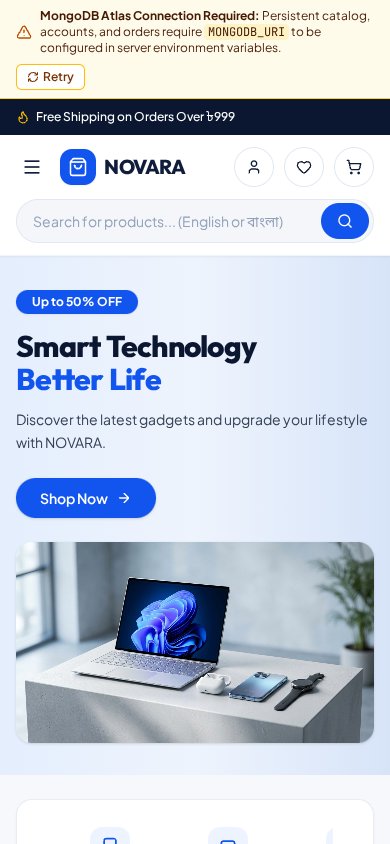 MongoDB Atlas Connection Required: Persistent catalog,
accounts, and orders require MONGODB_URI to be
configured in server environment variables.
Retry
Free Shipping on Orders Over ৳999
NOVARA
Search for products... (English or বাংলা)
Up to 50% OFF
Smart Technology
Better Life
Discover the latest gadgets and upgrade your lifestyle
with NOVARA.
Shop Now